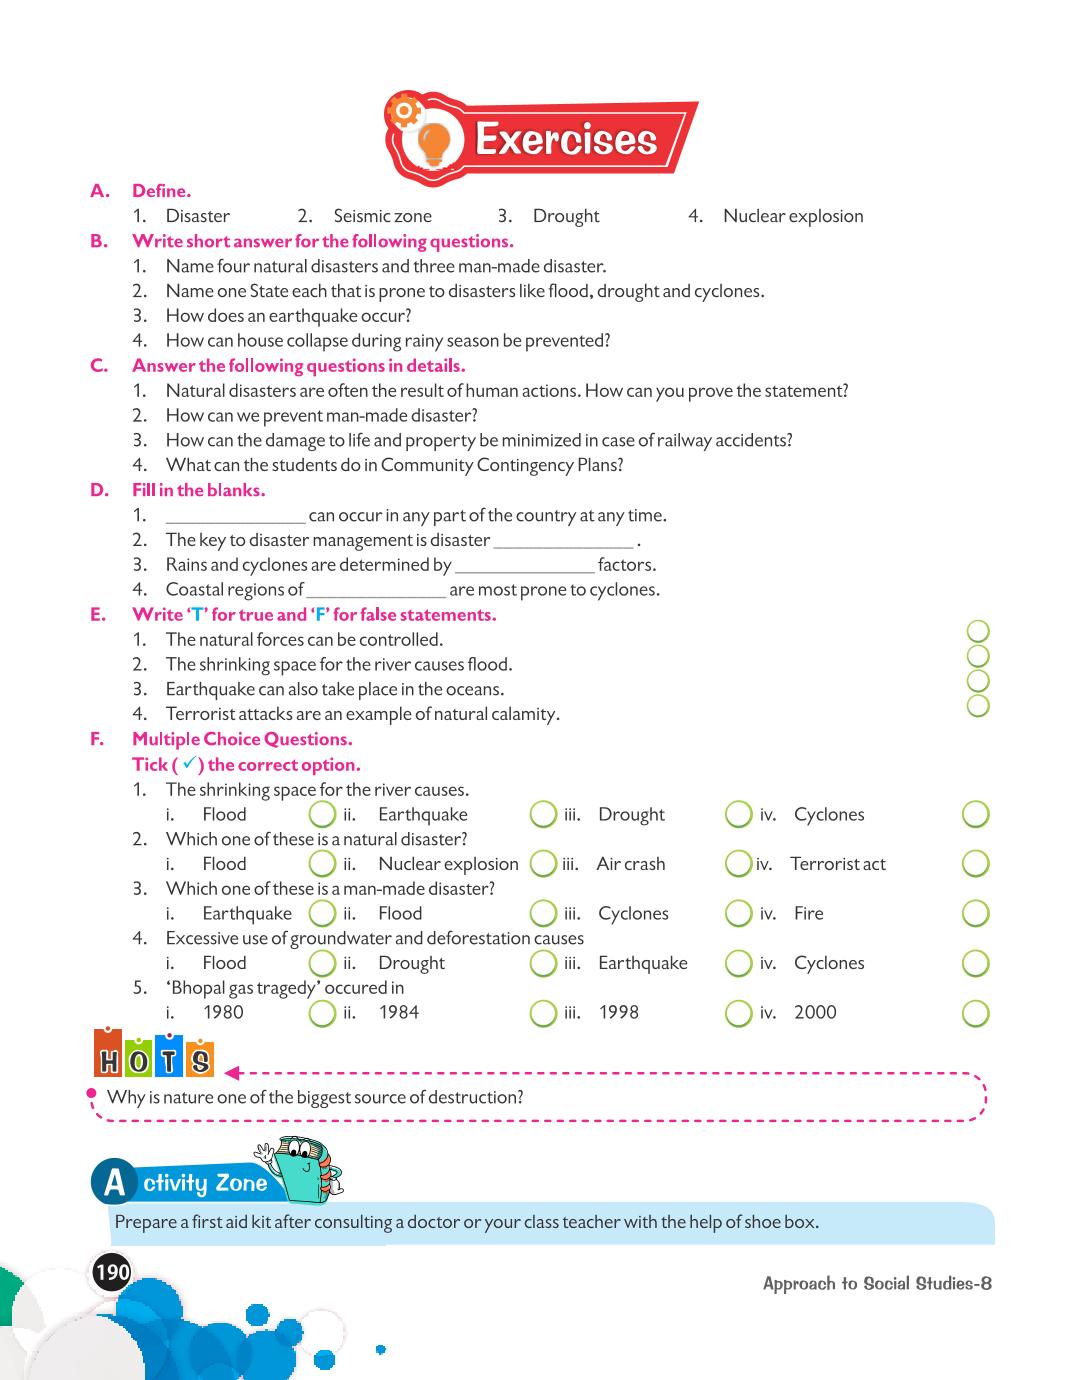 Exercises
A. Define.
1. Disaster 2. Seismic zone 3. Drought 4. Nuclear explosion
B. Write short answer for the following questions.
1. Name four natural disasters and three man-made disaster.
2. Name one State each that is prone to disasters like flood, drought and cyclones.
3. How does an earthquake occur?
4. How can house collapse during rainy season be prevented?
C. Answer the following questions in details.
1. Natural disasters are often the result of human actions. How can you prove the statement?
2. How can we prevent man-made disaster?
3. How can the damage to life and property be minimized in case of railway accidents?
4. What can the students do in Community Contingency Plans?
D. Fill in the blanks.
1. ______________ can occur in any part of the country at any time.
2. The key to disaster management is disaster ______________ .
3. Rains and cyclones are determined by ______________ factors.
4. Coastal regions of ______________ are most prone to cyclones.
E. Write ‘T’ for true and ‘F’ for false statements.
1. The natural forces can be controlled.
2. The shrinking space for the river causes flood.
3. Earthquake can also take place in the oceans.
4. Terrorist attacks are an example of natural calamity.
F. Multiple Choice Questions.
Tick ( ✓ ) the correct option.
1. The shrinking space for the river causes.
i. Flood ii. Earthquake iii. Drought iv. Cyclones
2. Which one of these is a natural disaster?
i. Flood ii. Nuclear explosion iii. Air crash iv. Terrorist act
3. Which one of these is a man-made disaster?
i. Earthquake ii. Flood iii. Cyclones iv. Fire
4. Excessive use of groundwater and deforestation causes
i. Flood ii. Drought iii. Earthquake iv. Cyclones
5. ‘Bhopal gas tragedy’ occured in
i. 1980 ii. 1984 iii. 1998 iv. 2000
HOTS
Why is nature one of the biggest source of destruction?
Activity Zone
Prepare a first aid kit after consulting a doctor or your class teacher with the help of shoe box.
190
Approach to Social Studies-8